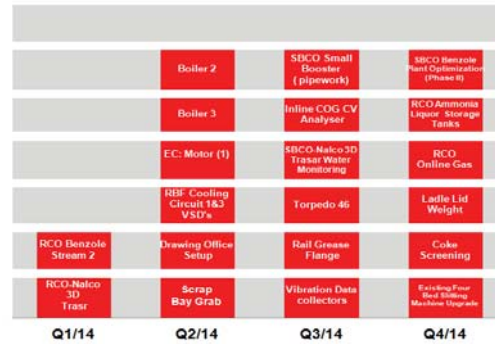 Boiler 2
SBCO Small
Booster
( pipework)
SBCO Benzole
Plant Optimization
(Phase II)
Boiler 3
Inline COG CV
Analyser
RCO Ammonia
Liquor Storage
Tanks
EC: Motor (1)
SBCO-Nalco 3D
Trasar Water
Monitoring
RCO
Online Gas
RBF Cooling
Circuit 1&3
VSD's
Torpedo 46
Ladle Lid
Weight
RCO Benzole
Stream 2
Drawing Office
Setup
Rail Grease
Flange
Coke
Screening
RCO-Nalco
3D
Trasr
Scrap
Bay Grab
Vibration Data
collectors
Existing Four
Bed Slitting
Machine Upgrade
Q1/14
Q2/14
Q3/14
Q4/14